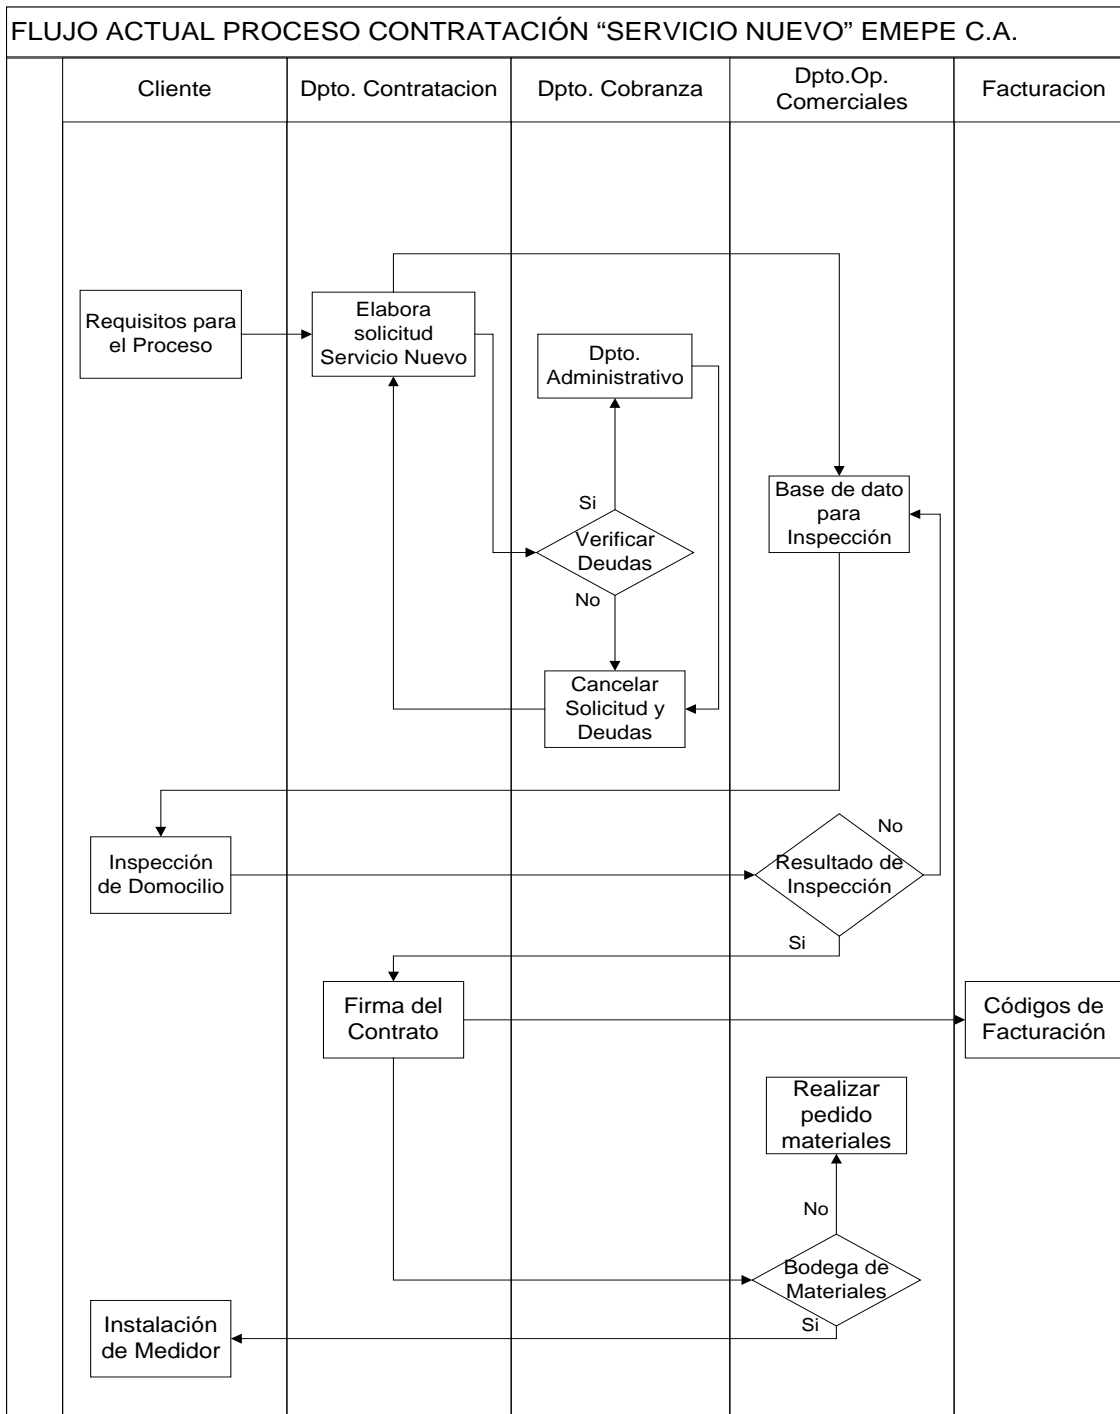 FLUJO ACTUAL PROCESO CONTRATACIÓN “SERVICIO NUEVO” EMEPE C.A.
Cliente
Dpto. Contratacion
Dpto. Cobranza
Dpto.Op.
Comerciales
Facturacion
Requisitos para
el Proceso
Elabora
solicitud
Servicio Nuevo
Dpto.
Administrativo
Base de dato
para
Inspección
Si
Verificar
Deudas
No
Cancelar
Solicitud y
Deudas
Inspección
de Domocilio
No
Resultado de
Inspección
Si
Firma del
Contrato
Códigos de
Facturación
Realizar
pedido
materiales
No
Bodega de
Materiales
Si
Instalación
de Medidor